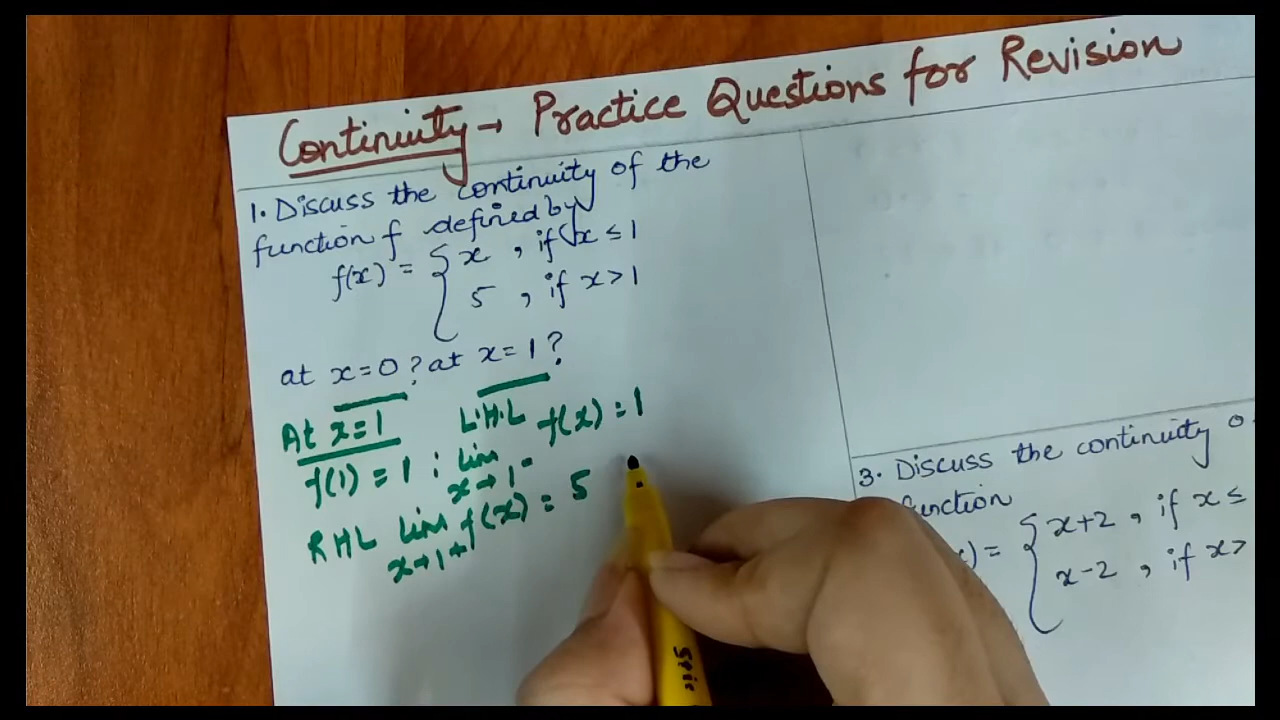 Continuity → Practice Questions for Revision
1. Discuss the continuity of the
function f defined by
f(x) = { x , if x ≤ 1
5 , if x > 1
at x = 0 ? at x = 1 ?
At x = 1 L.H.L
f(1) = 1 ; lim x→1⁻ f(x) = 1
RHL lim x→1⁺ f(x) = 5
3. Discuss the continuity o
function
x) = { x+2 , if x ≤
x-2 , if x >